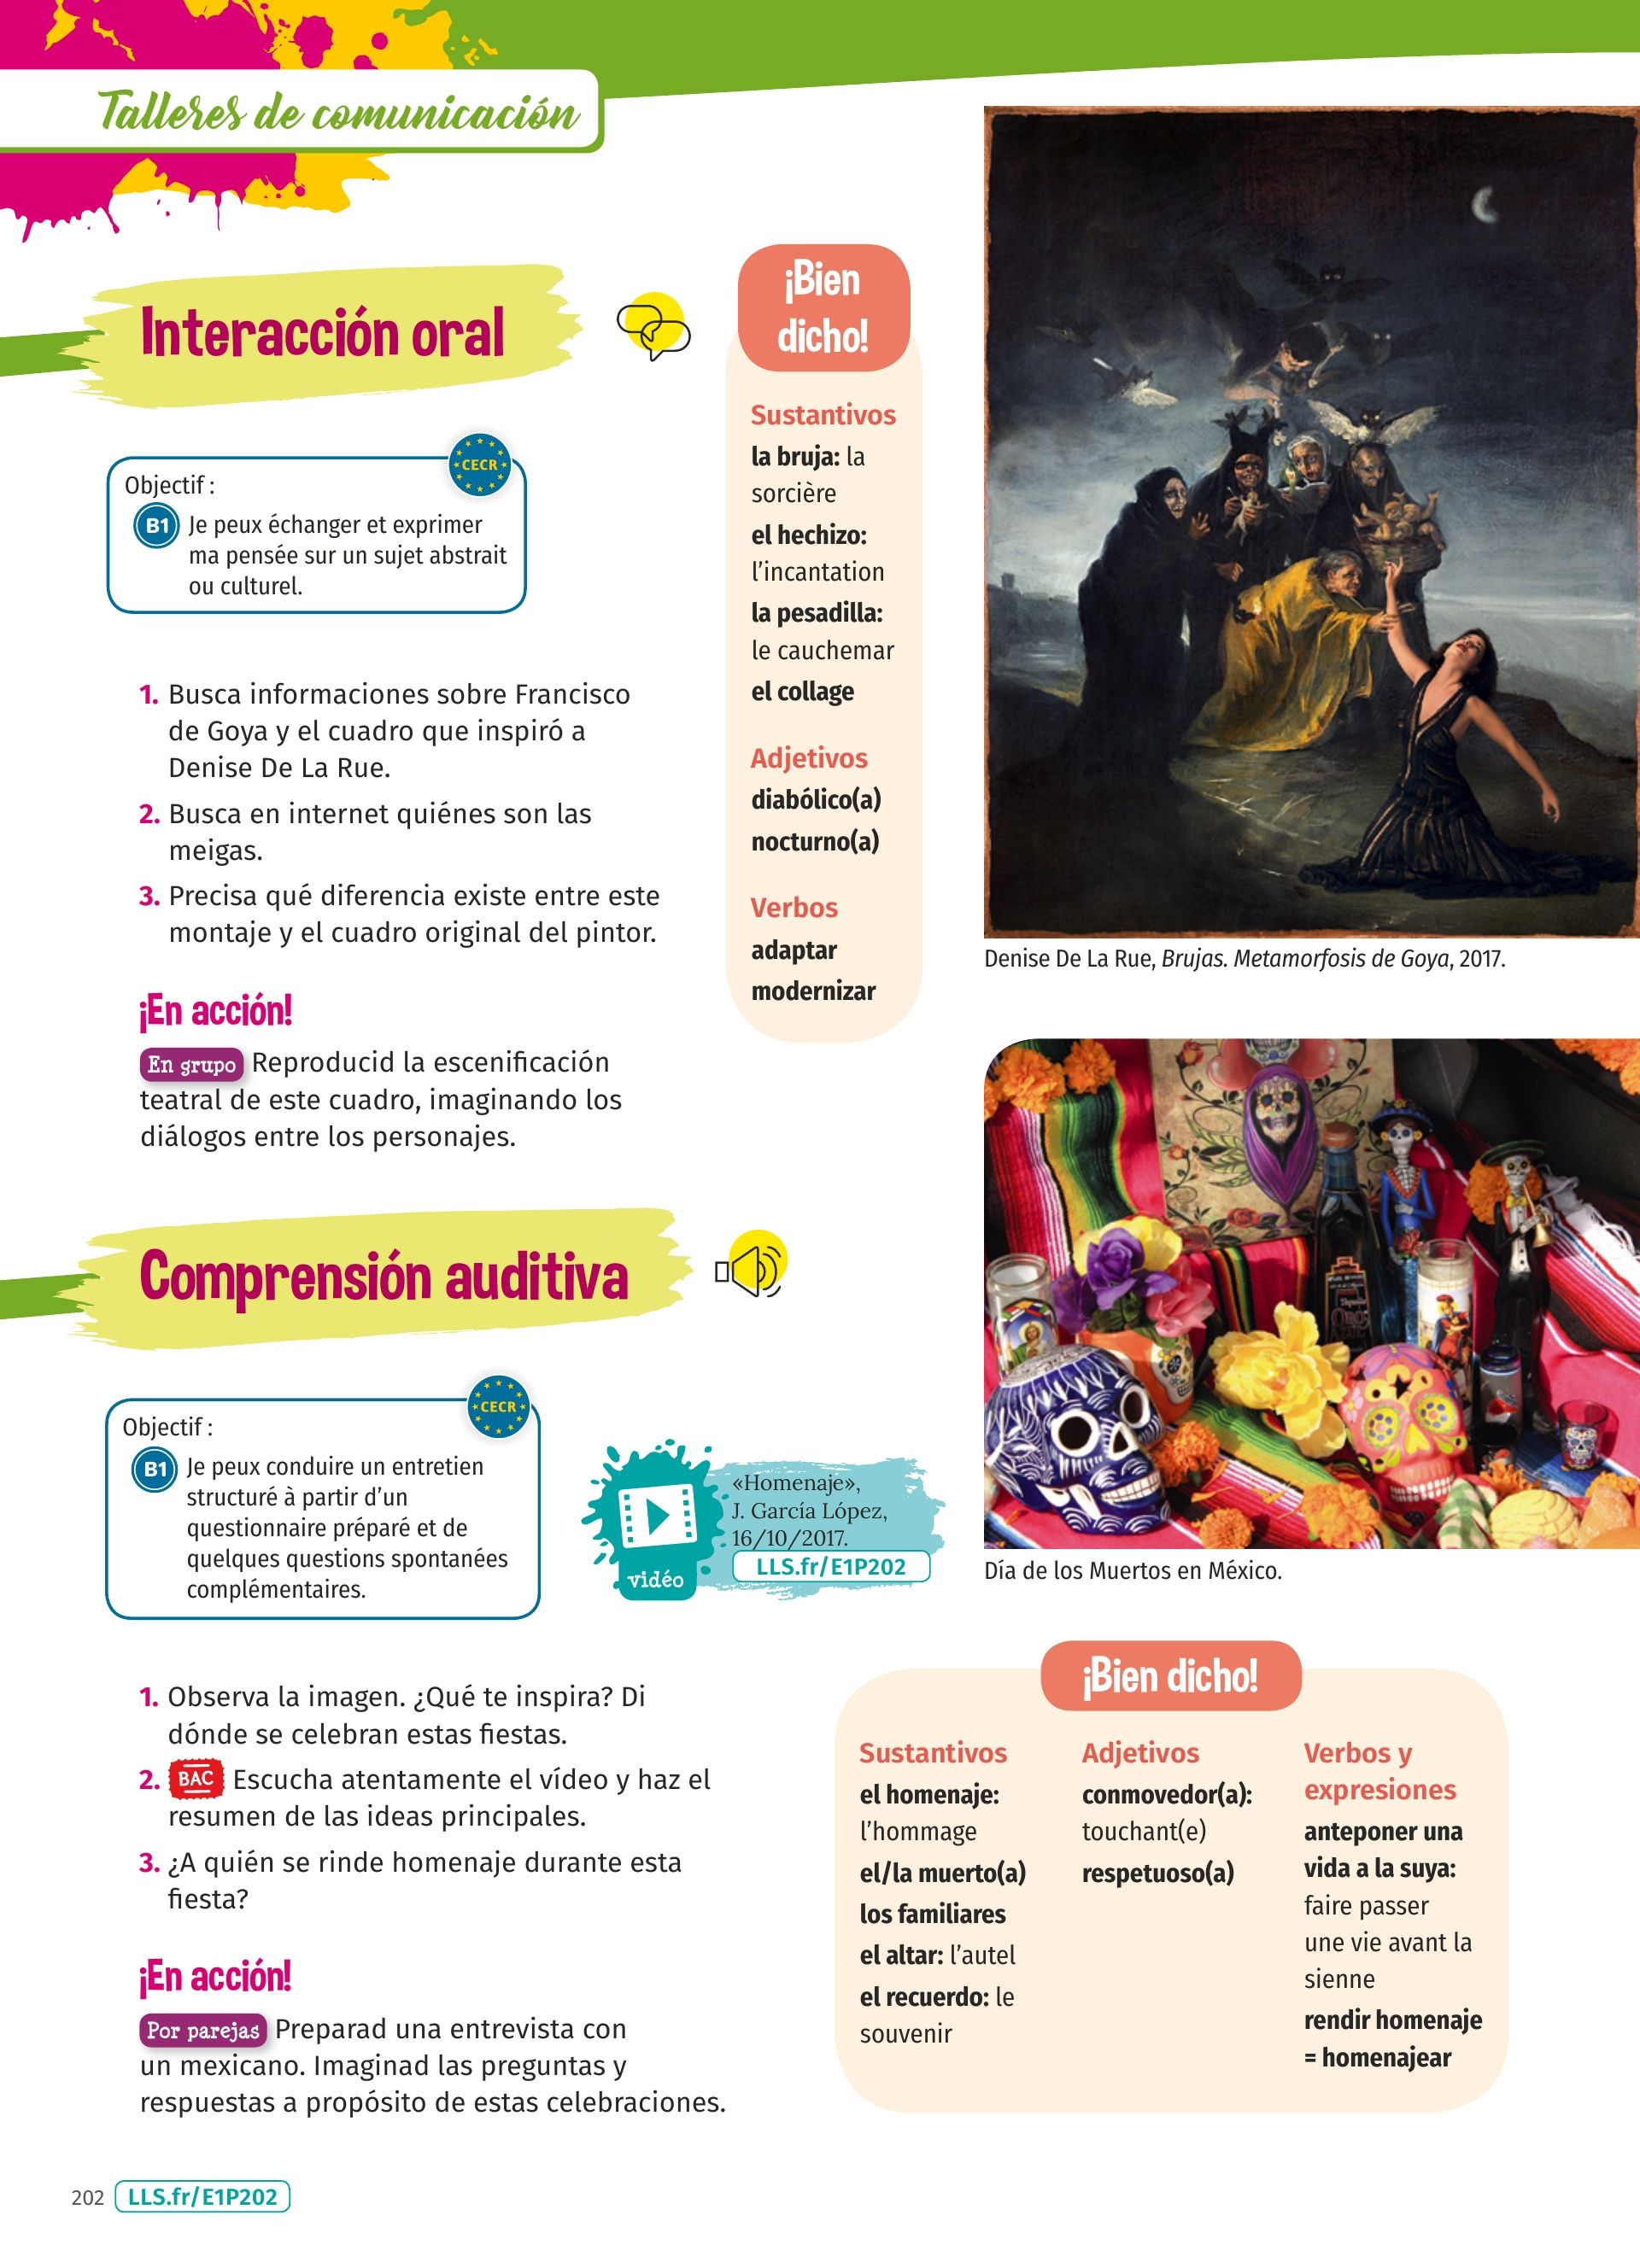 Talleres de comunicación
Interacción oral
Objectif :
CECR
B1 Je peux échanger et exprimer
ma pensée sur un sujet abstrait
ou culturel.
1. Busca informaciones sobre Francisco
de Goya y el cuadro que inspiró a
Denise De La Rue.
2. Busca en internet quiénes son las
meigas.
3. Precisa qué diferencia existe entre este
montaje y el cuadro original del pintor.
¡En acción!
En grupo Reproducid la escenificación
teatral de este cuadro, imaginando los
diálogos entre los personajes.
¡Bien
dicho!
Sustantivos
la bruja: la
sorcière
el hechizo:
l'incantation
la pesadilla:
le cauchemar
el collage
Adjetivos
diabólico(a)
nocturno(a)
Verbos
adaptar
modernizar
Denise De La Rue, Brujas. Metamorfosis de Goya, 2017.
Comprensión auditiva
Objectif :
CECR
B1 Je peux conduire un entretien
structuré à partir d'un
questionnaire préparé et de
quelques questions spontanées
complémentaires.
vidéo
«Homenaje»,
J. García López,
16/10/2017.
LLS.fr/E1P202
Día de los Muertos en México.
1. Observa la imagen. ¿Qué te inspira? Di
dónde se celebran estas fiestas.
2. BAC Escucha atentamente el vídeo y haz el
resumen de las ideas principales.
3. ¿A quién se rinde homenaje durante esta
fiesta?
¡En acción!
Por parejas Preparad una entrevista con
un mexicano. Imaginad las preguntas y
respuestas a propósito de estas celebraciones.
¡Bien dicho!
Sustantivos
el homenaje:
l'hommage
el/la muerto(a)
los familiares
el altar: l'autel
el recuerdo: le
souvenir
Adjetivos
conmovedor(a):
touchant(e)
respetuoso(a)
Verbos y
expresiones
anteponer una
vida a la suya:
faire passer
une vie avant la
sienne
rendir homenaje
= homenajear
202 LLS.fr/E1P202